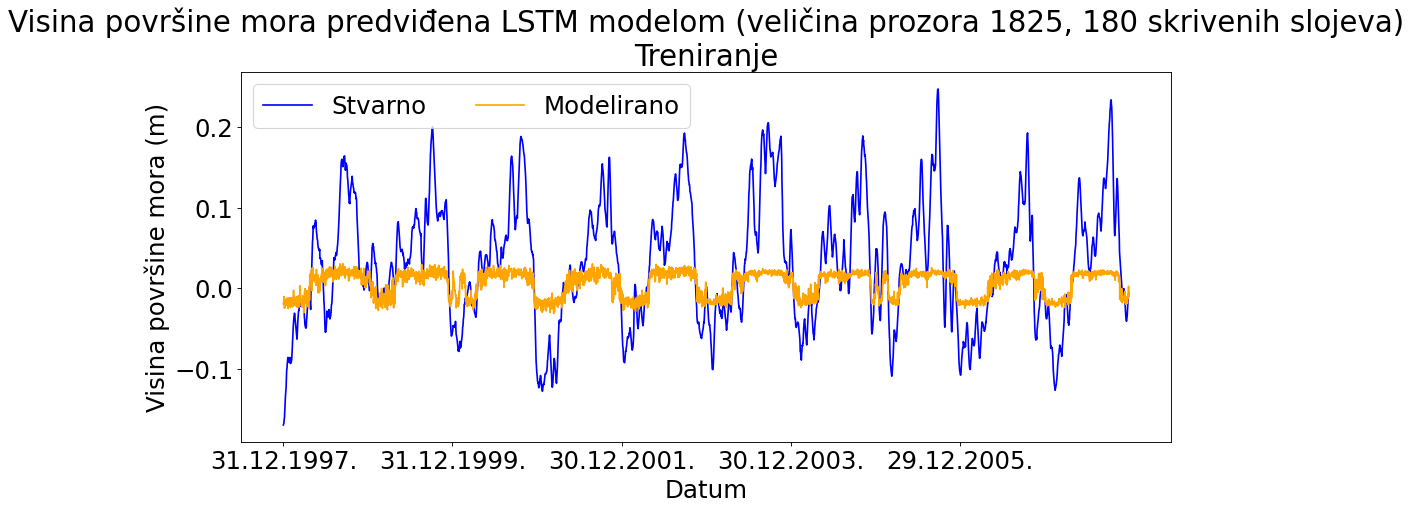 Visina površine mora predviđena LSTM modelom (veličina prozora 1825, 180 skrivenih slojeva)
Treniranje
Stvarno Modelirano
Visina površine mora (m)
0.2
0.1
0.0
−0.1
31.12.1997. 31.12.1999. 30.12.2001. 30.12.2003. 29.12.2005.
Datum